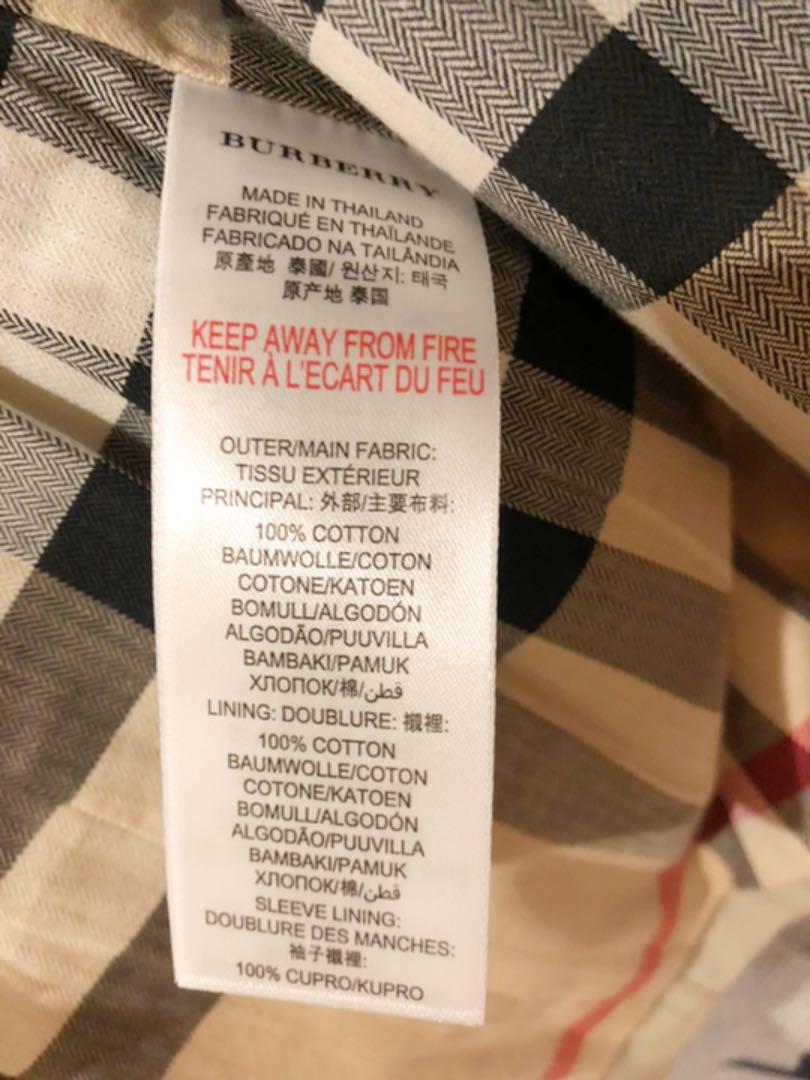 BURBERRY
MADE IN THAILAND
FABRIQUÉ EN THAÏLANDE
FABRICADO NA TAILÂNDIA
原產地 泰國/ 원산지: 태국
原产地 泰国
KEEP AWAY FROM FIRE
TENIR À L'ECART DU FEU
OUTER/MAIN FABRIC:
TISSU EXTÉRIEUR
PRINCIPAL: 外部/主要布料:
100% COTTON
BAUMWOLLE/COTON
COTONE/KATOEN
BOMULL/ALGODÓN
ALGODÃO/PUUVILLA
BAMBAKI/PAMUK
ХЛОПОК/棉/قطن
LINING: DOUBLURE: 襯裡:
100% COTTON
BAUMWOLLE/COTON
COTONE/KATOEN
BOMULL/ALGODÓN
ALGODÃO/PUUVILLA
BAMBAKI/PAMUK
ХЛОПОК/棉/قطن
SLEEVE LINING:
DOUBLURE DES MANCHES:
袖子襯裡:
100% CUPRO/KUPRO